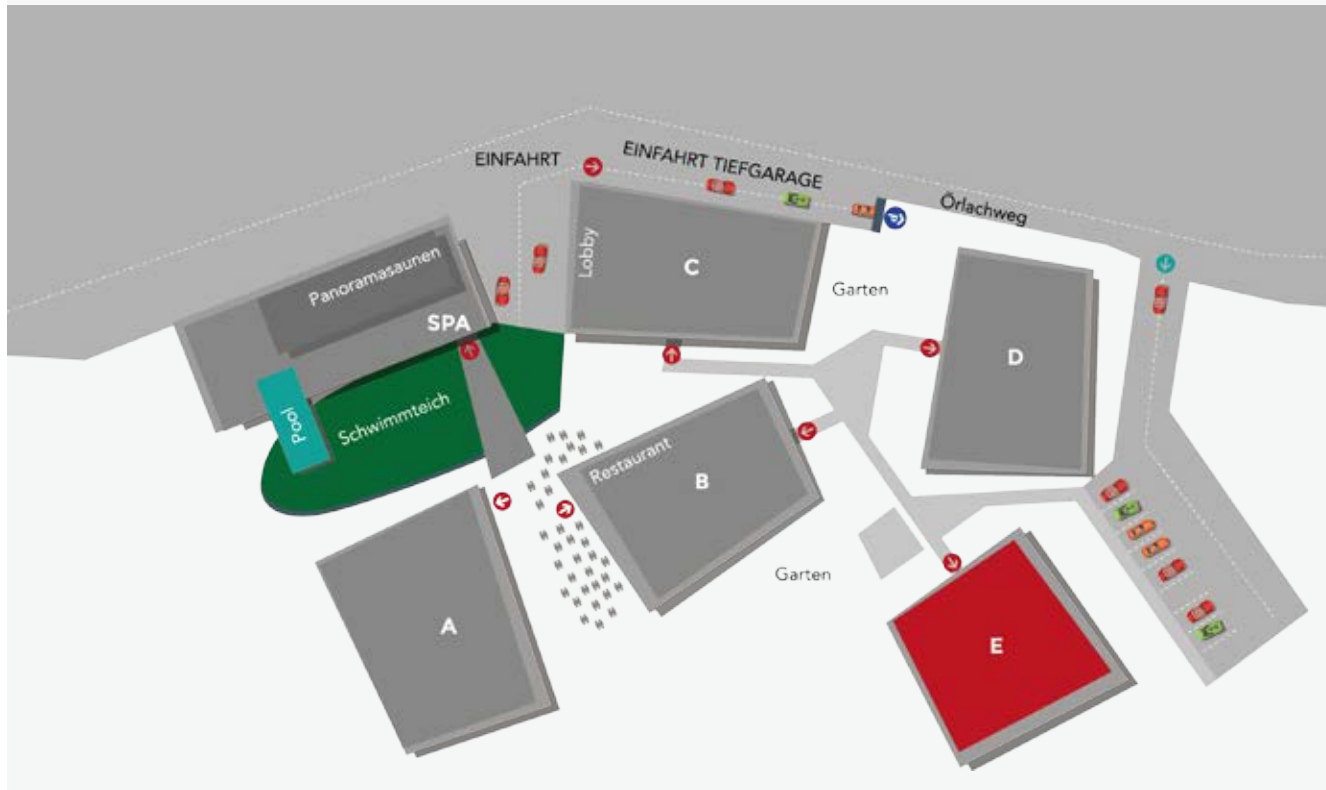 EINFAHRT
EINFAHRT TIEFGARAGE
Örlachweg
P
Lobby
C
Panoramasaunen
SPA
Garten
D
Pool
Schwimmteich
Restaurant
B
Garten
A
E